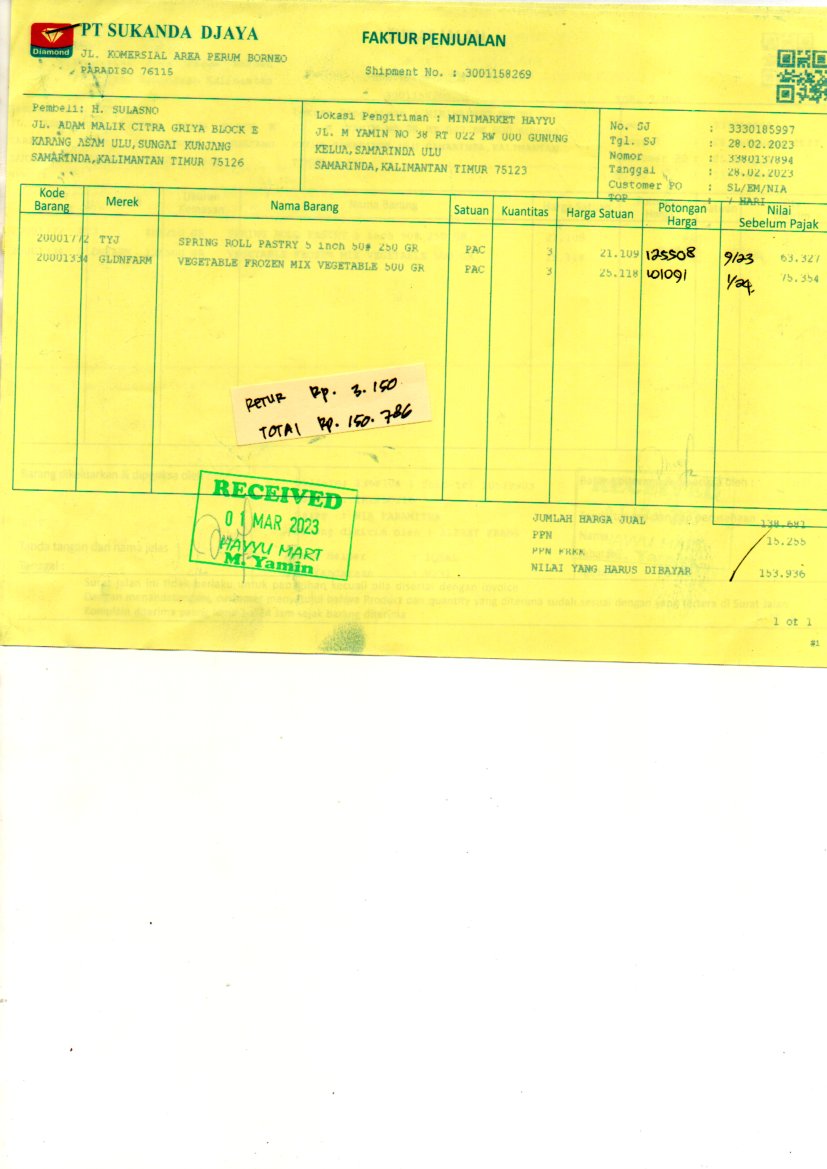 PT SUKANDA DJAYA
Diamond
JL. KOMERSIAL AREA PERUM BORNEO
PARADISO 76115
FAKTUR PENJUALAN
Shipment No. : 3001158269
Pembeli: H. SULASNO
JL. ADAM MALIK CITRA GRIYA BLOCK E
KARANG ASAM ULU,SUNGAI KUNJANG
SAMARINDA,KALIMANTAN TIMUR 75126
Lokasi Pengiriman : MINIMARKET HAYYU
JL. M YAMIN NO 38 RT 022 RW 000 GUNUNG
KELUA,SAMARINDA ULU
SAMARINDA,KALIMANTAN TIMUR 75123
No. SJ : 3330185997
Tgl. SJ : 28.02.2023
Nomor : 3380137894
Tanggal : 28.02.2023
Customer PO : SL/EM/NIA
TOP : 7 HARI
Kode Barang Merek Nama Barang Satuan Kuantitas Harga Satuan Potongan Harga Nilai Sebelum Pajak
20001772 TYJ SPRING ROLL PASTRY 5 inch 50# 250 GR PAC 3 21.109 125508 9/23 63.327
20001334 GLDNFARM VEGETABLE FROZEN MIX VEGETABLE 500 GR PAC 3 25.118 101091 1/24 75.354
RETUR Rp. 3.150
TOTAL Rp. 150.786
RECEIVED
01 MAR 2023
HAYYU MART
M. Yamin
JUMLAH HARGA JUAL 138.681
PPN 15.255
PPN BKKK
NILAI YANG HARUS DIBAYAR 153.936
1 of 1
#1